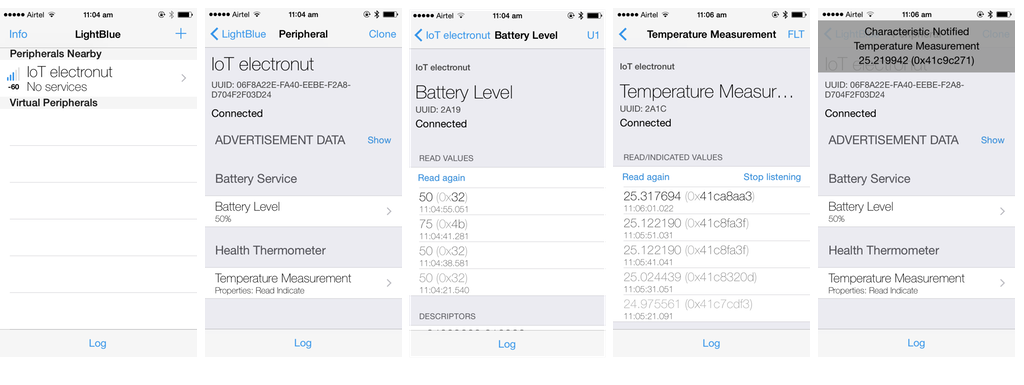 Airtel 11:04 am
Info LightBlue +
Peripherals Nearby
IoT electronut
-60 No services
Virtual Peripherals
Log
Airtel 11:04 am
LightBlue Peripheral Clone
IoT electronut
UUID: 06F8A22E-FA40-EEBE-F2A8-
D704F2F03D24
Connected
ADVERTISEMENT DATA Show
Battery Service
Battery Level
50%
Health Thermometer
Temperature Measurement
Properties: Read Indicate
Log
Airtel 11:04 am
IoT electronut Battery Level U1
IoT electronut
Battery Level
UUID: 2A19
Connected
READ VALUES
Read again
50 (0x32)
11:04:55.051
75 (0x4b)
11:04:41.281
50 (0x32)
11:04:38.581
50 (0x32)
11:04:21.540
DESCRIPTORS
Log
Airtel 11:06 am
Temperature Measurement FLT
IoT electronut
Temperature Measur...
UUID: 2A1C
Connected
READ/INDICATED VALUES
Read again Stop listening
25.317694 (0x41ca8aa3)
11:06:01.022
25.122190 (0x41c8fa3f)
11:05:51.031
25.122190 (0x41c8fa3f)
11:05:41.041
25.024439 (0x41c8320d)
11:05:31.051
24.975561 (0x41c7cdf3)
11:05:21.091
Log
Airtel 11:06 am
Characteristic Notified
Temperature Measurement
25.219942 (0x41c9c271)
UUID: 06F8A22E-FA40-EEBE-F2A8-
D704F2F03D24
Connected
ADVERTISEMENT DATA Show
Battery Service
Battery Level
50%
Health Thermometer
Temperature Measurement
Properties: Read Indicate
Log